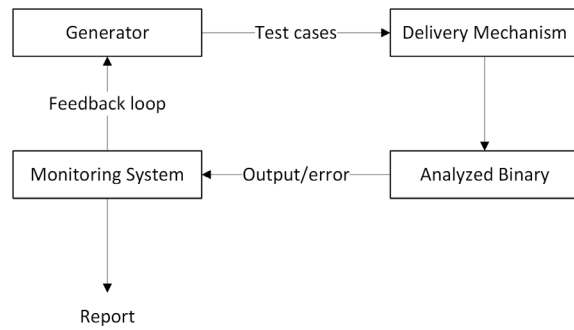 Generator
Test cases
Delivery Mechanism
Feedback loop
Monitoring System
Output/error
Analyzed Binary
Report